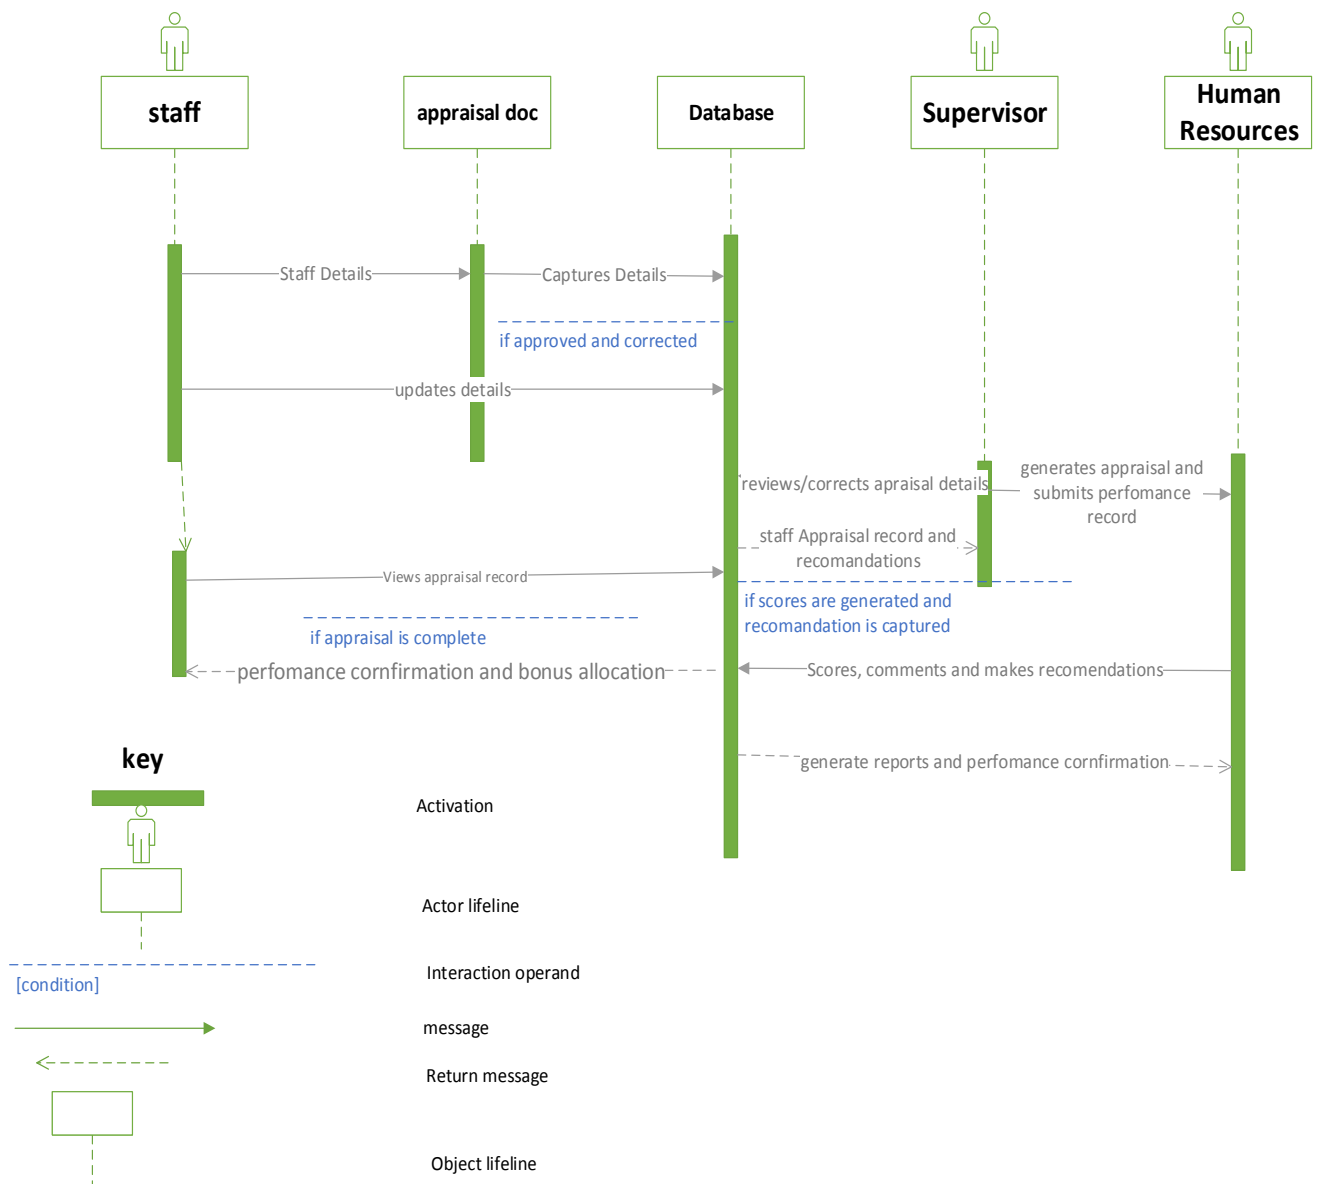 staff
appraisal doc
Database
Supervisor
Human
Resources
Staff Details
Captures Details
if approved and corrected
updates details
reviews/corrects apraisal details
generates appraisal and
submits perfomance
record
staff Appraisal record and
recomandations
Views appraisal record
if scores are generated and
recomandation is captured
if appraisal is complete
perfomance cornfirmation and bonus allocation
Scores, comments and makes recomendations
generate reports and perfomance cornfirmation
key
Activation
Actor lifeline
Interaction operand
[condition]
message
Return message
Object lifeline